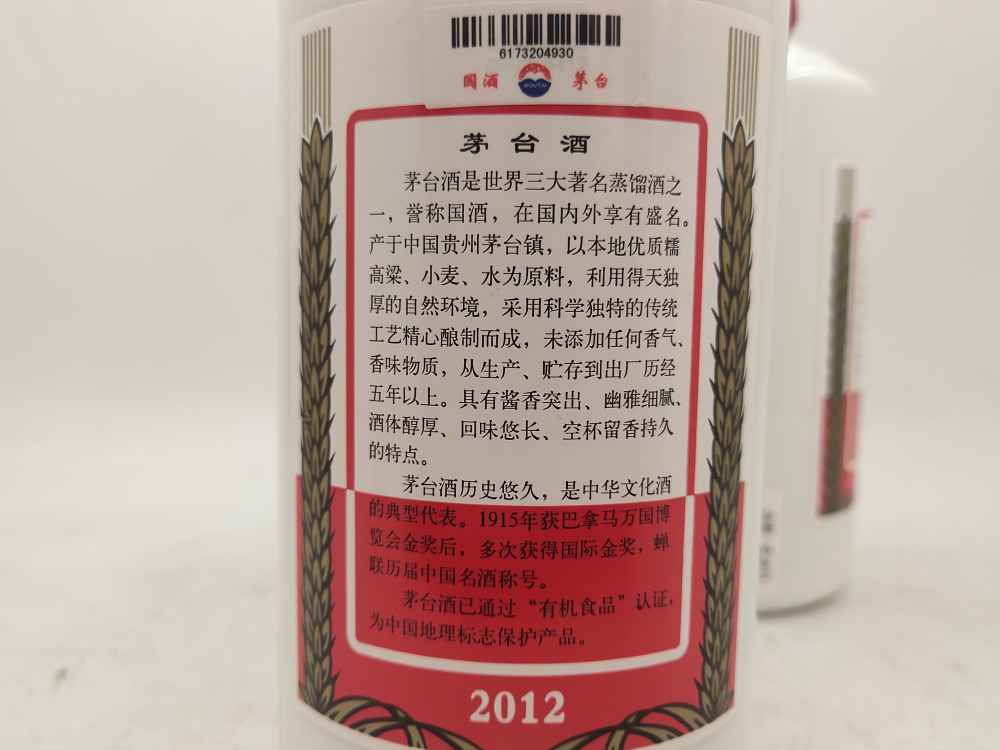 6173204930
国酒 茅台
茅台酒
茅台酒是世界三大著名蒸馏酒之
一，誉称国酒，在国内外享有盛名。
产于中国贵州茅台镇，以本地优质糯
高粱、小麦、水为原料，利用得天独
厚的自然环境，采用科学独特的传统
工艺精心酿制而成，未添加任何香气、
香味物质，从生产、贮存到出厂历经
五年以上。具有酱香突出、幽雅细腻、
酒体醇厚、回味悠长、空杯留香持久
的特点。
茅台酒历史悠久，是中华文化酒
的典型代表。1915年获巴拿马万国博
览会金奖后，多次获得国际金奖，蝉
联历届中国名酒称号。
茅台酒已通过“有机食品”认证，
为中国地理标志保护产品。
2012